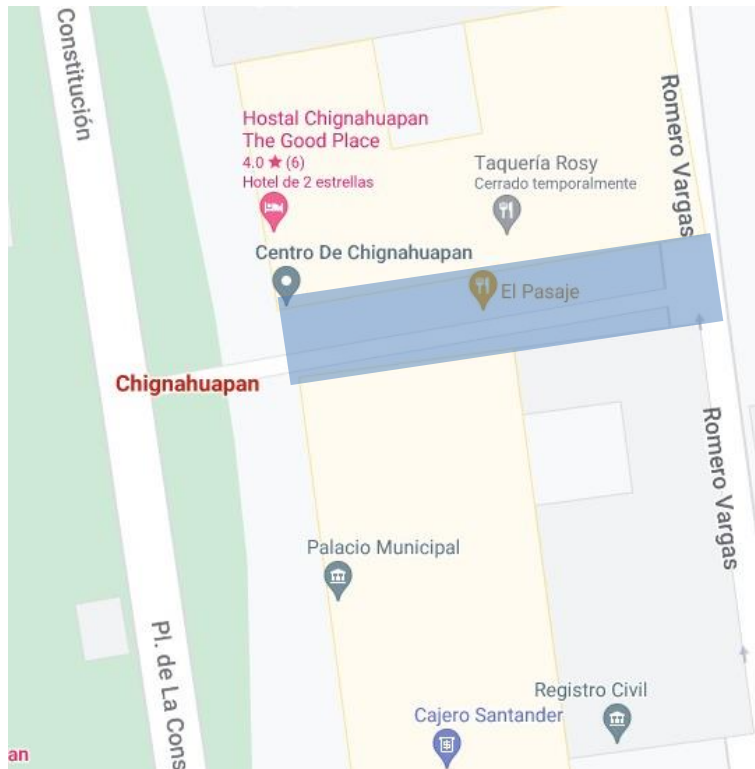 Constitución
Romero Vargas
Hostal Chignahuapan
The Good Place
4.0 ★ (6)
Hotel de 2 estrellas
Taquería Rosy
Cerrado temporalmente
Centro De Chignahuapan
El Pasaje
Chignahuapan
Romero Vargas
Palacio Municipal
Pl. de La Cons
Registro Civil
Cajero Santander
$
an